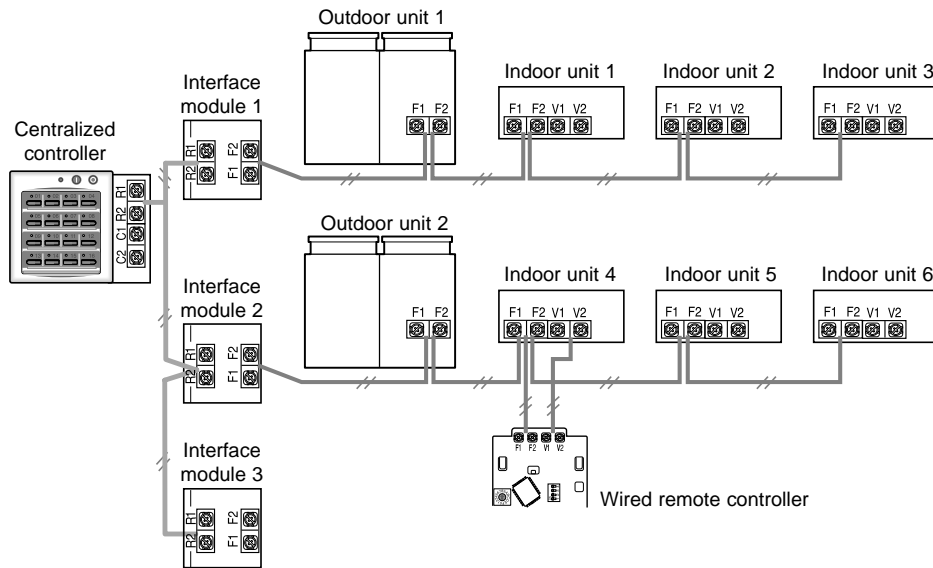 Outdoor unit 1
Interface
module 1
Indoor unit 1
Indoor unit 2
Indoor unit 3
F1 F2
F1 F2 V1 V2
F1 F2 V1 V2
F1 F2 V1 V2
Centralized
controller
R1
R2
F2
F1
R1
R2
C1
C2
Outdoor unit 2
Interface
module 2
Indoor unit 4
Indoor unit 5
Indoor unit 6
F1 F2
F1 F2 V1 V2
F1 F2 V1 V2
F1 F2 V1 V2
R1
R2
F2
F1
F1 F2 V1 V2
Interface
module 3
Wired remote controller
R1
R2
F2
F1